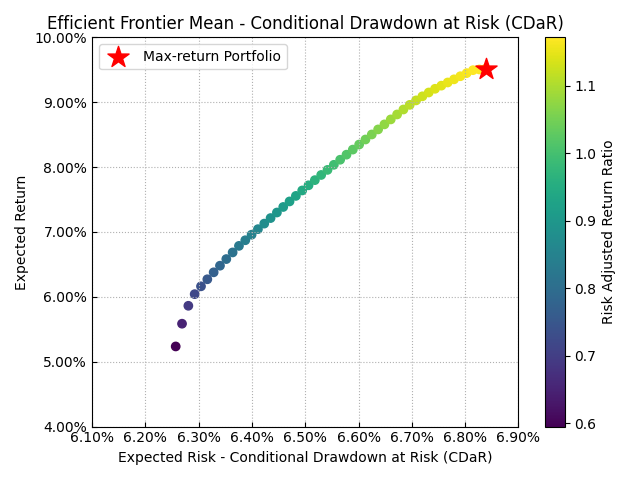 Efficient Frontier Mean - Conditional Drawdown at Risk (CDaR)
Max-return Portfolio
10.00%
9.00%
8.00%
7.00%
6.00%
5.00%
4.00%
Expected Return
6.10% 6.20% 6.30% 6.40% 6.50% 6.60% 6.70% 6.80% 6.90%
Expected Risk - Conditional Drawdown at Risk (CDaR)
1.1
1.0
0.9
0.8
0.7
0.6
Risk Adjusted Return Ratio